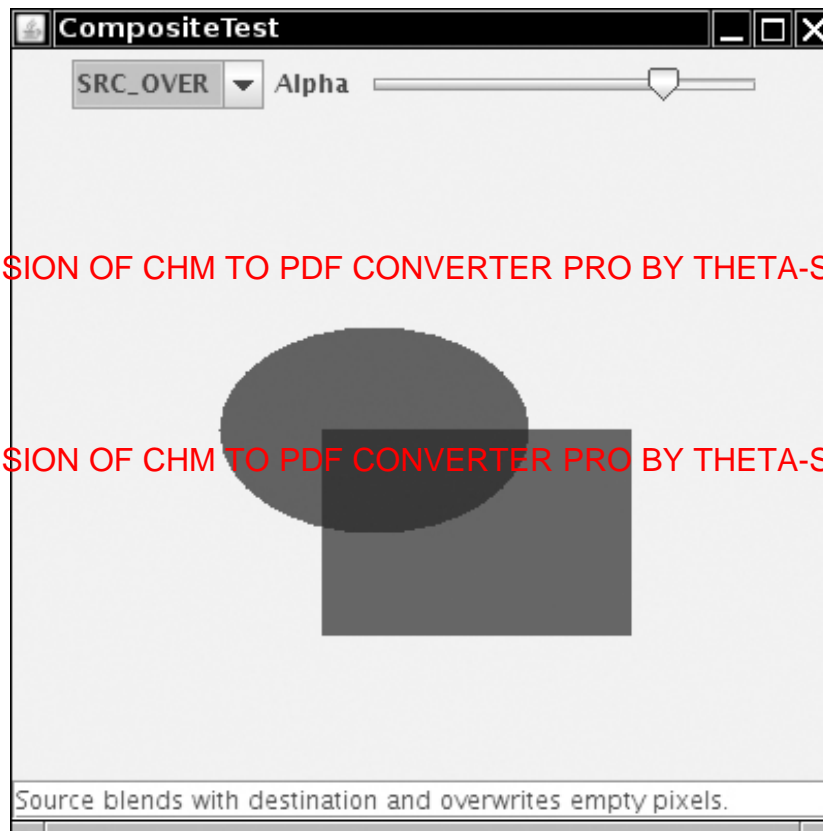 CompositeTest
SRC_OVER Alpha
SION OF CHM TO PDF CONVERTER PRO BY THETA-S
SION OF CHM TO PDF CONVERTER PRO BY THETA-S
Source blends with destination and overwrites empty pixels.